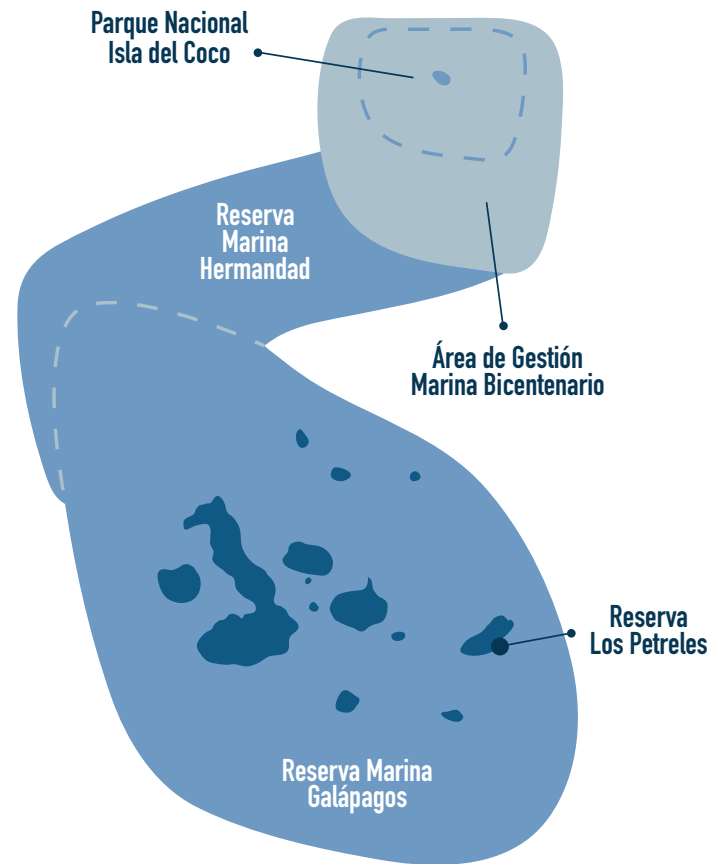 Parque Nacional
Isla del Coco
Reserva
Marina
Hermandad
Área de Gestión
Marina Bicentenario
Reserva
Los Petreles
Reserva Marina
Galápagos